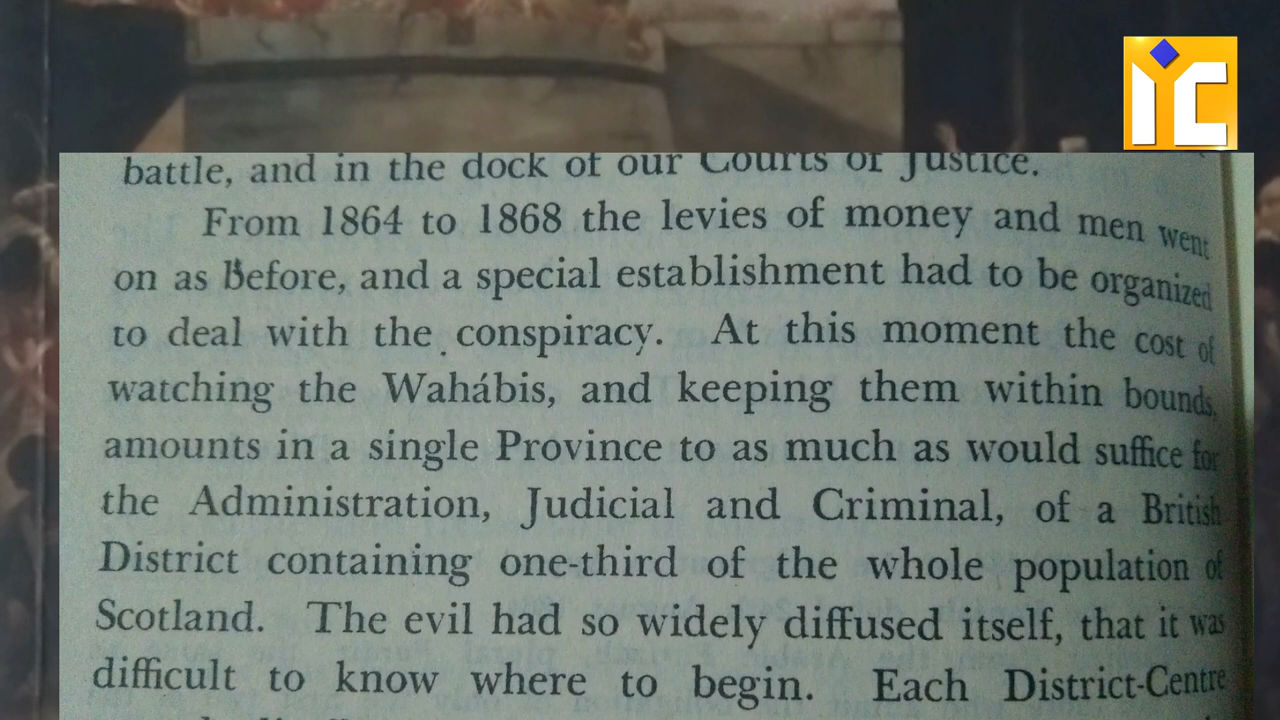 YC
battle, and in the dock of our Courts of Justice.
From 1864 to 1868 the levies of money and men went
on as before, and a special establishment had to be organized
to deal with the conspiracy. At this moment the cost of
watching the Wahábis, and keeping them within bounds,
amounts in a single Province to as much as would suffice for
the Administration, Judicial and Criminal, of a British
District containing one-third of the whole population of
Scotland. The evil had so widely diffused itself, that it was
difficult to know where to begin. Each District-Centre